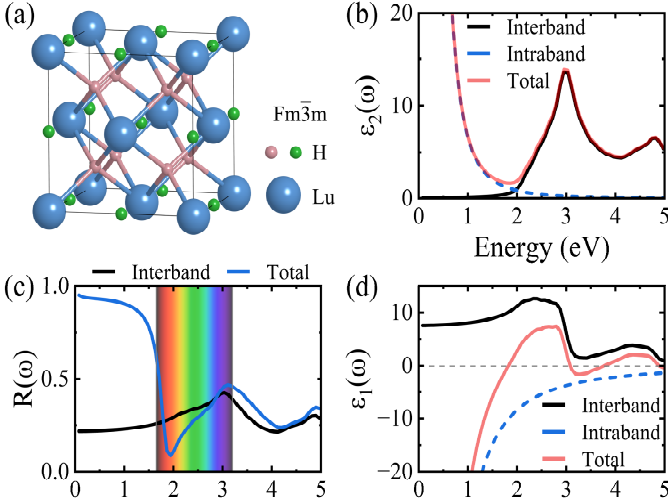 (a)
Fm3̅m
H
Lu
(b)
20
10
0
ε₂(ω)
Interband
Intraband
Total
0 1 2 3 4 5
Energy (eV)
(c)
Interband Total
1.0
0.5
0.0
R(ω)
0 1 2 3 4 5
(d)
10
0
-10
-20
ε₁(ω)
Interband
Intraband
Total
0 1 2 3 4 5